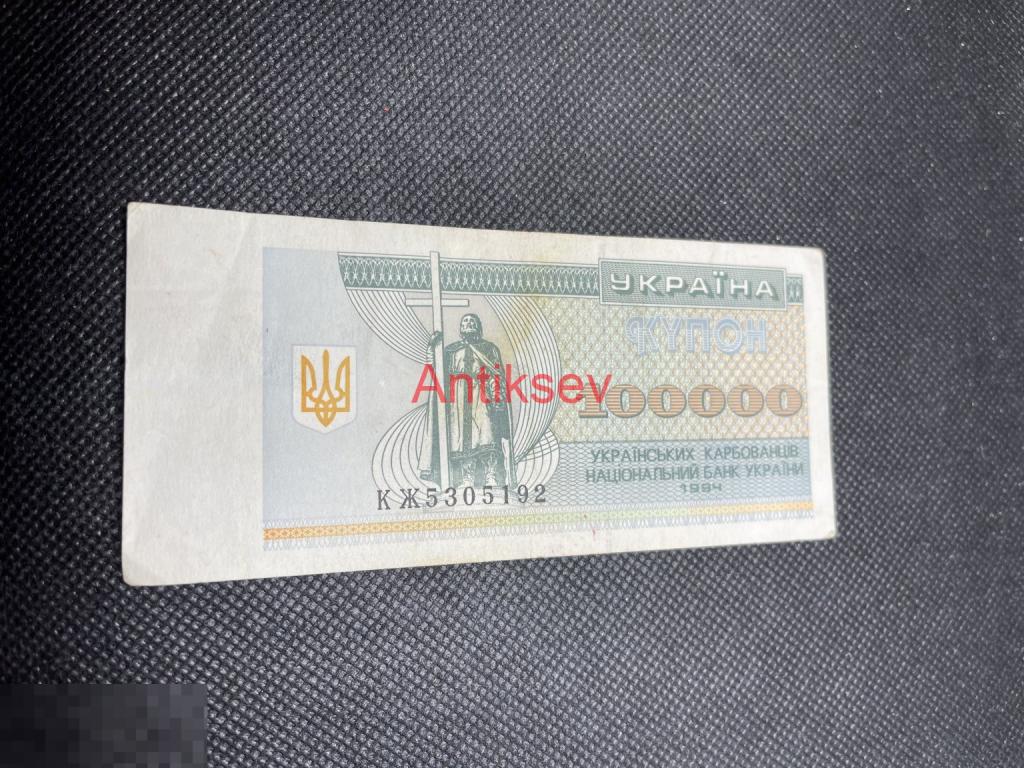 УКРАЇНА
КУПОН
Antiksev
100000
УКРАЇНСЬКИХ КАРБОВАНЦІВ
НАЦІОНАЛЬНИЙ БАНК УКРАЇНИ
1994
КЖ5305192